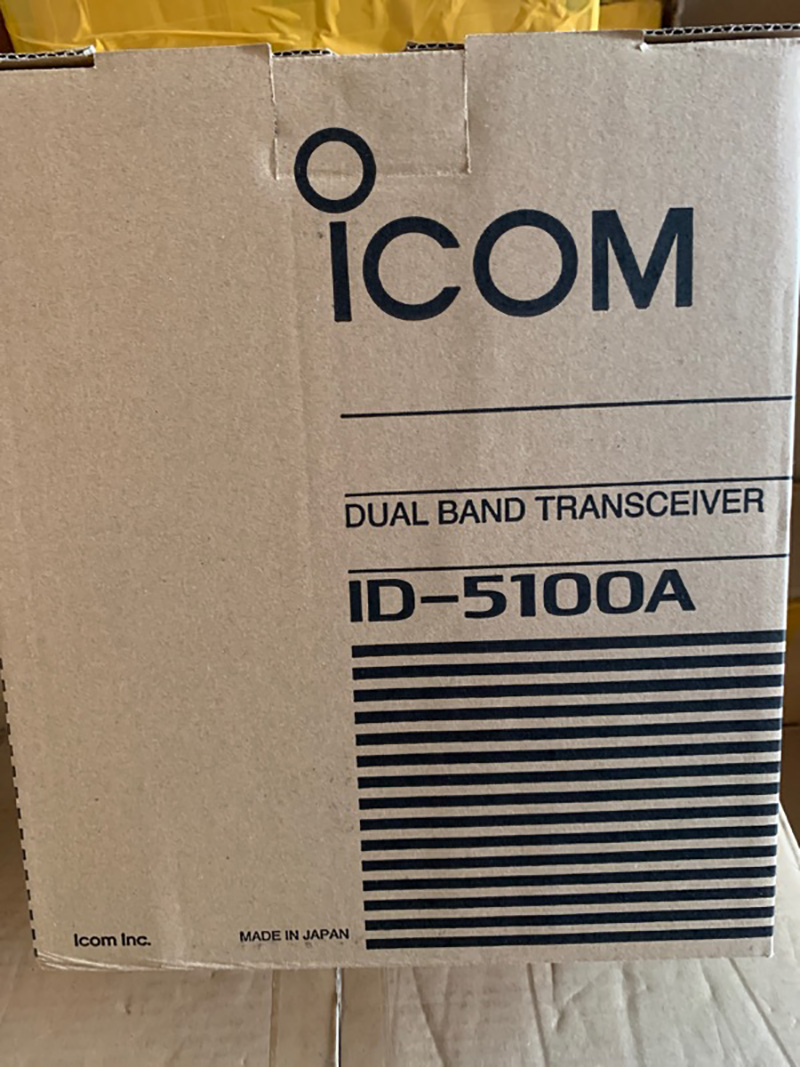 ICOM
DUAL BAND TRANSCEIVER
ID-5100A
Icom Inc.
MADE IN JAPAN